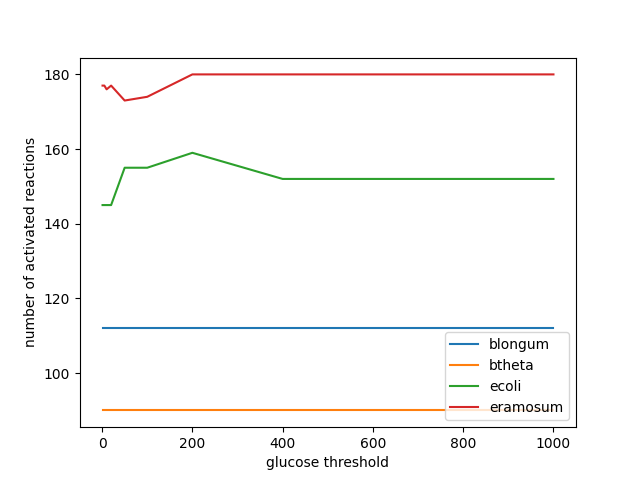 180
160
140
120
100
number of activated reactions
0
200
400
600
800
1000
glucose threshold
blongum
btheta
ecoli
eramosum